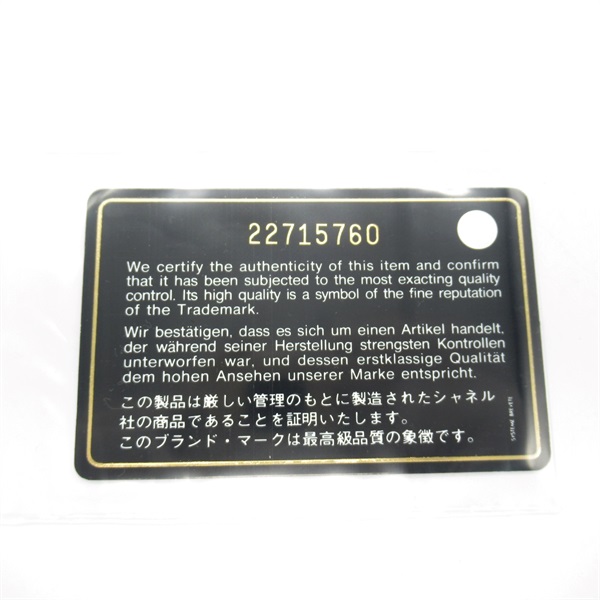 22715760
We certify the authenticity of this item and confirm
that it has been subjected to the most exacting quality
control. Its high quality is a symbol of the fine reputation
of the Trademark.
Wir bestätigen, dass es sich um einen Artikel handelt,
der während seiner Herstellung strengsten Kontrollen
unterworfen war, und dessen erstklassige Qualität
dem hohen Ansehen unserer Marke entspricht.
この製品は厳しい管理のもとに製造されたシャネル
社の商品であることを証明いたします。
このブランド・マークは最高級品質の象徴です。
SYSTEME BREVETE